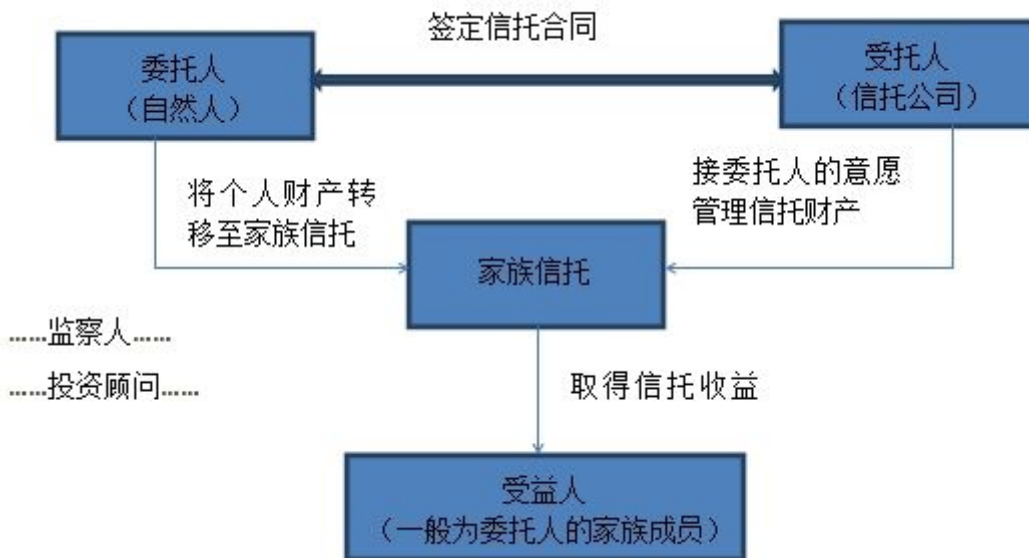 签定信托合同
委托人
（自然人）
受托人
（信托公司）
将个人财产转
移至家族信托
接委托人的意愿
管理信托财产
家族信托
……监察人……
……投资顾问……
取得信托收益
受益人
（一般为委托人的家族成员）